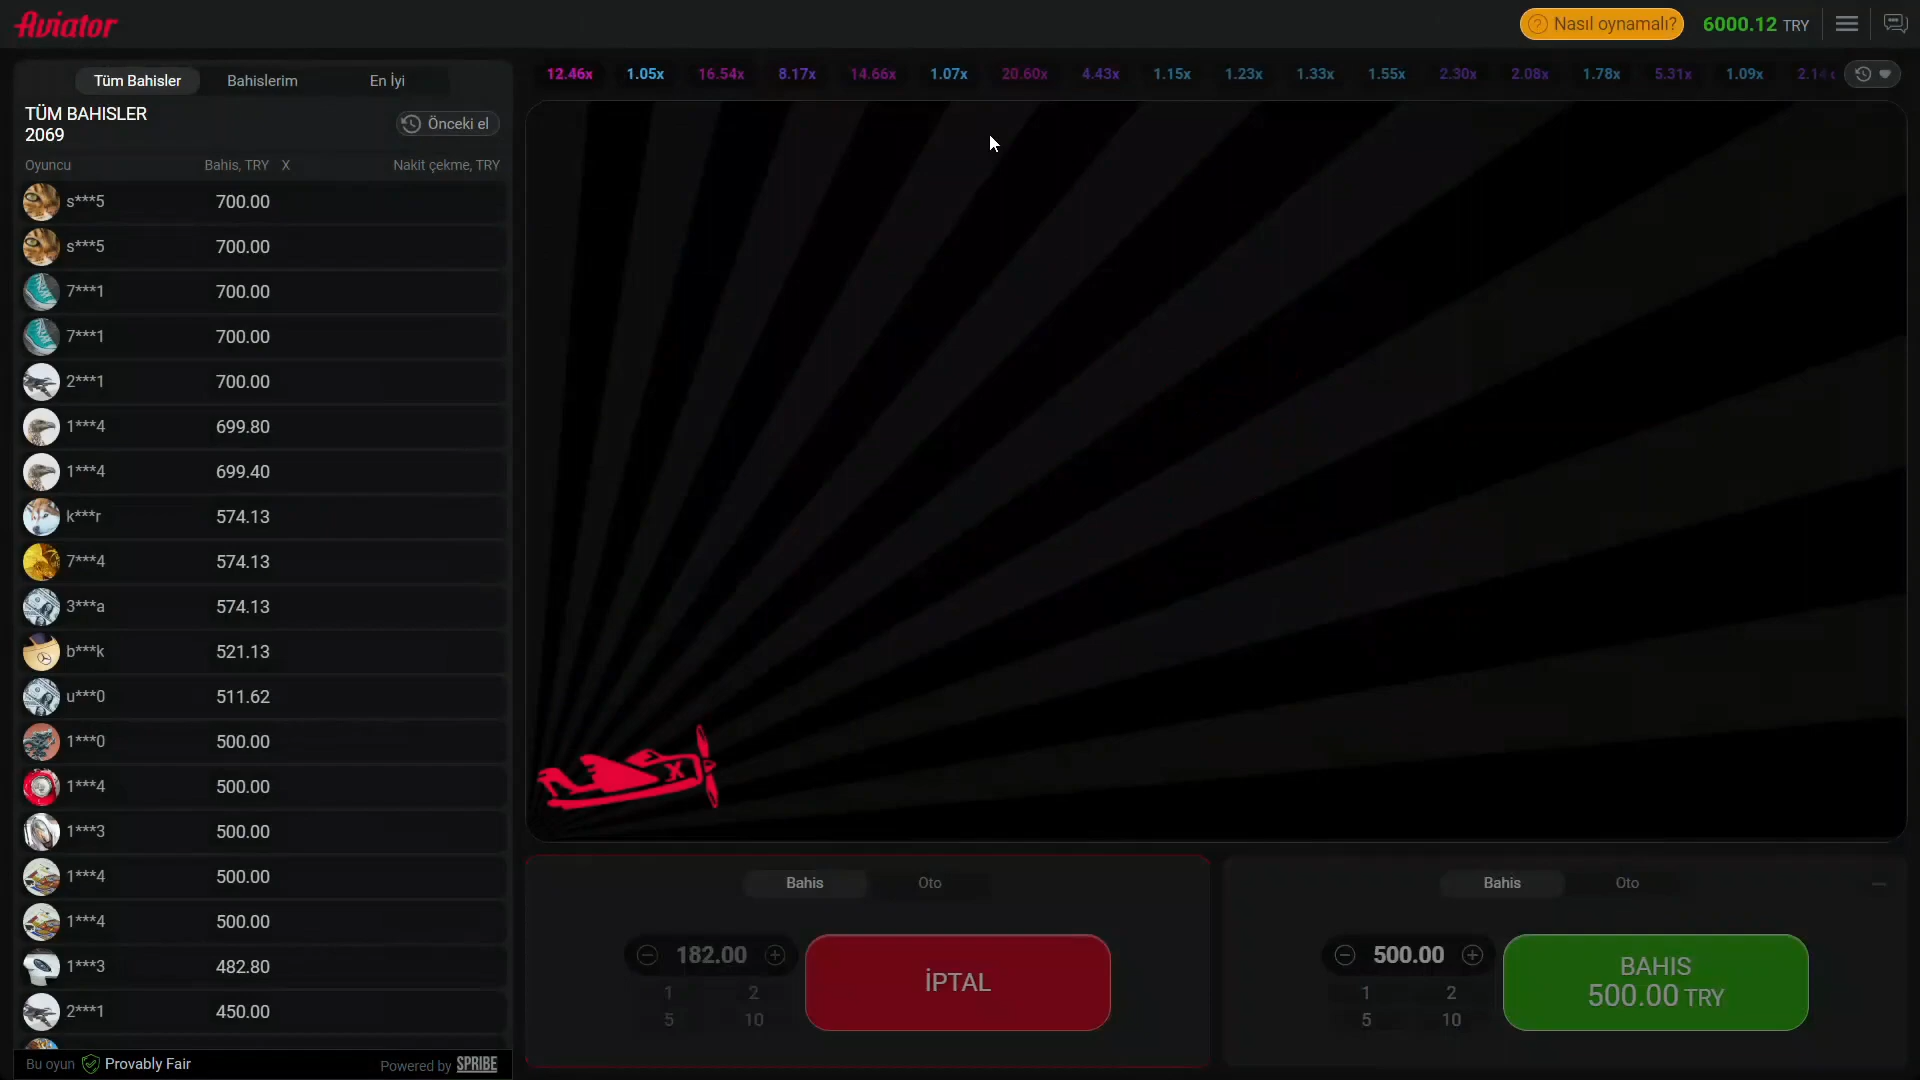 Aviator
Nasıl oynamalı?
6000.12 TRY
Tüm Bahisler Bahislerim En İyi
12.46x 1.05x 16.54x 8.17x 14.66x 1.07x 20.60x 4.43x 1.15x 1.23x 1.33x 1.55x 2.30x 2.08x 1.78x 5.31x 1.09x 2.14
TÜM BAHISLER
2069
Önceki el
Oyuncu Bahis, TRY X Nakit çekme, TRY
s***5 700.00
s***5 700.00
7***1 700.00
7***1 700.00
2***1 700.00
1***4 699.80
1***4 699.40
k***r 574.13
7***4 574.13
3***a 574.13
b***k 521.13
u***0 511.62
1***0 500.00
1***4 500.00
1***3 500.00
1***4 500.00
1***4 500.00
1***3 482.80
2***1 450.00
Bu oyun Provably Fair Powered by SPRIBE
X
Bahis Oto
182.00
1 2
5 10
İPTAL
Bahis Oto
500.00
1 2
5 10
BAHIS
500.00 TRY